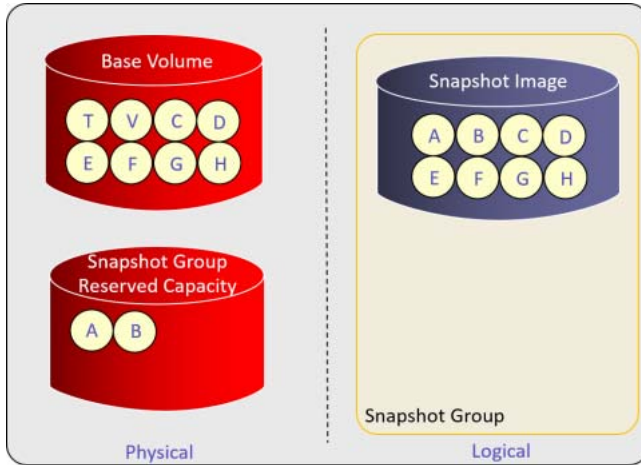 Base Volume
T V C D
E F G H
Snapshot Group
Reserved Capacity
A B
Physical
Snapshot Image
A B C D
E F G H
Snapshot Group
Logical